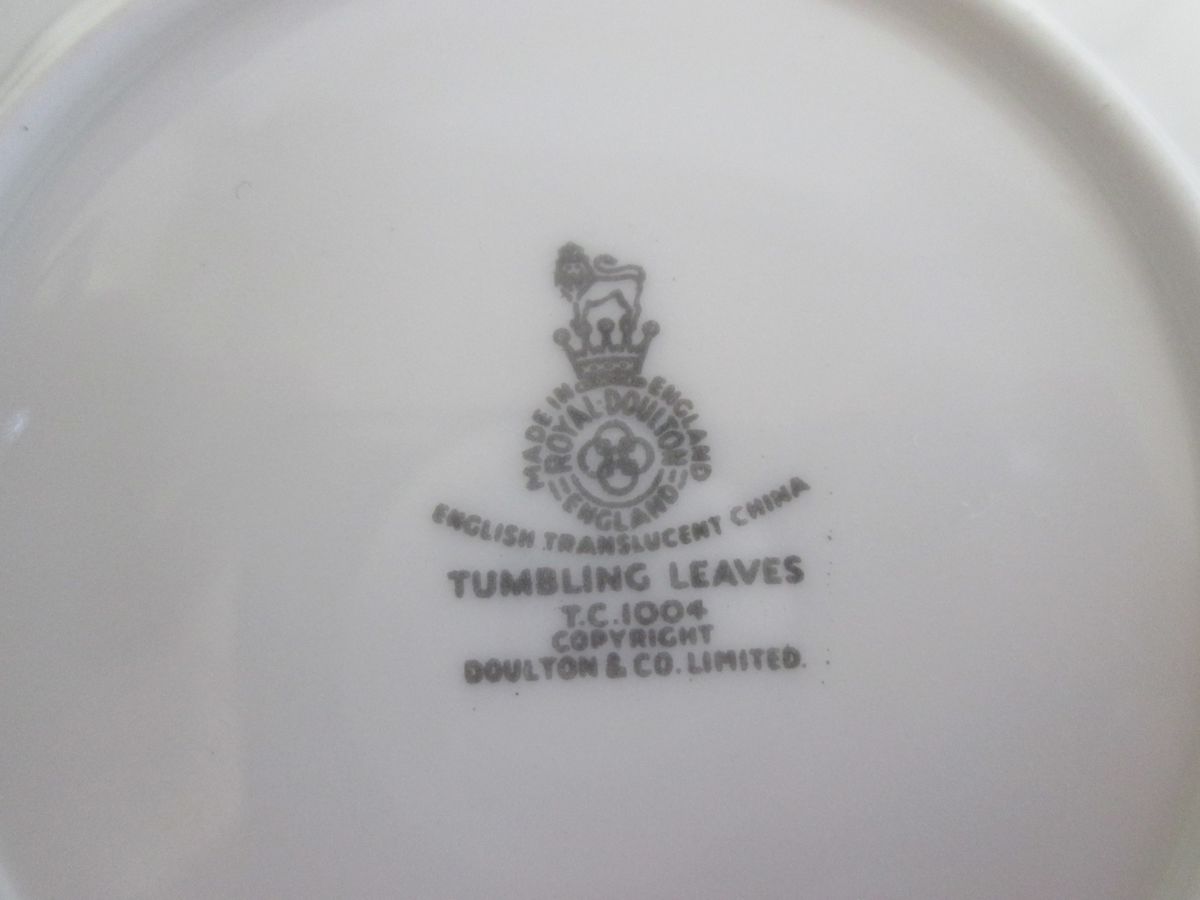 MADE IN ENGLAND
ROYAL·DOULTON
ENGLAND
ENGLISH TRANSLUCENT CHINA
TUMBLING LEAVES
T.C.1004
COPYRIGHT
DOULTON & CO. LIMITED.